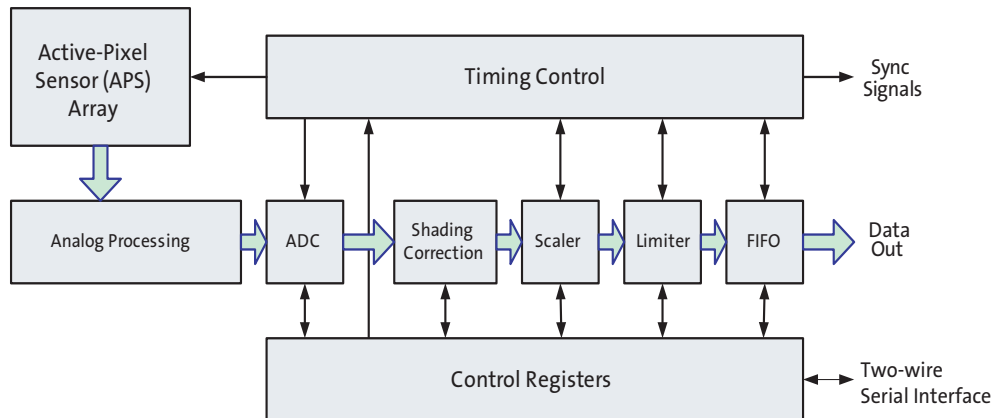 Active-Pixel
Sensor (APS)
Array
Timing Control
Sync
Signals
Analog Processing
ADC
Shading
Correction
Scaler
Limiter
FIFO
Data
Out
Control Registers
Two-wire
Serial Interface